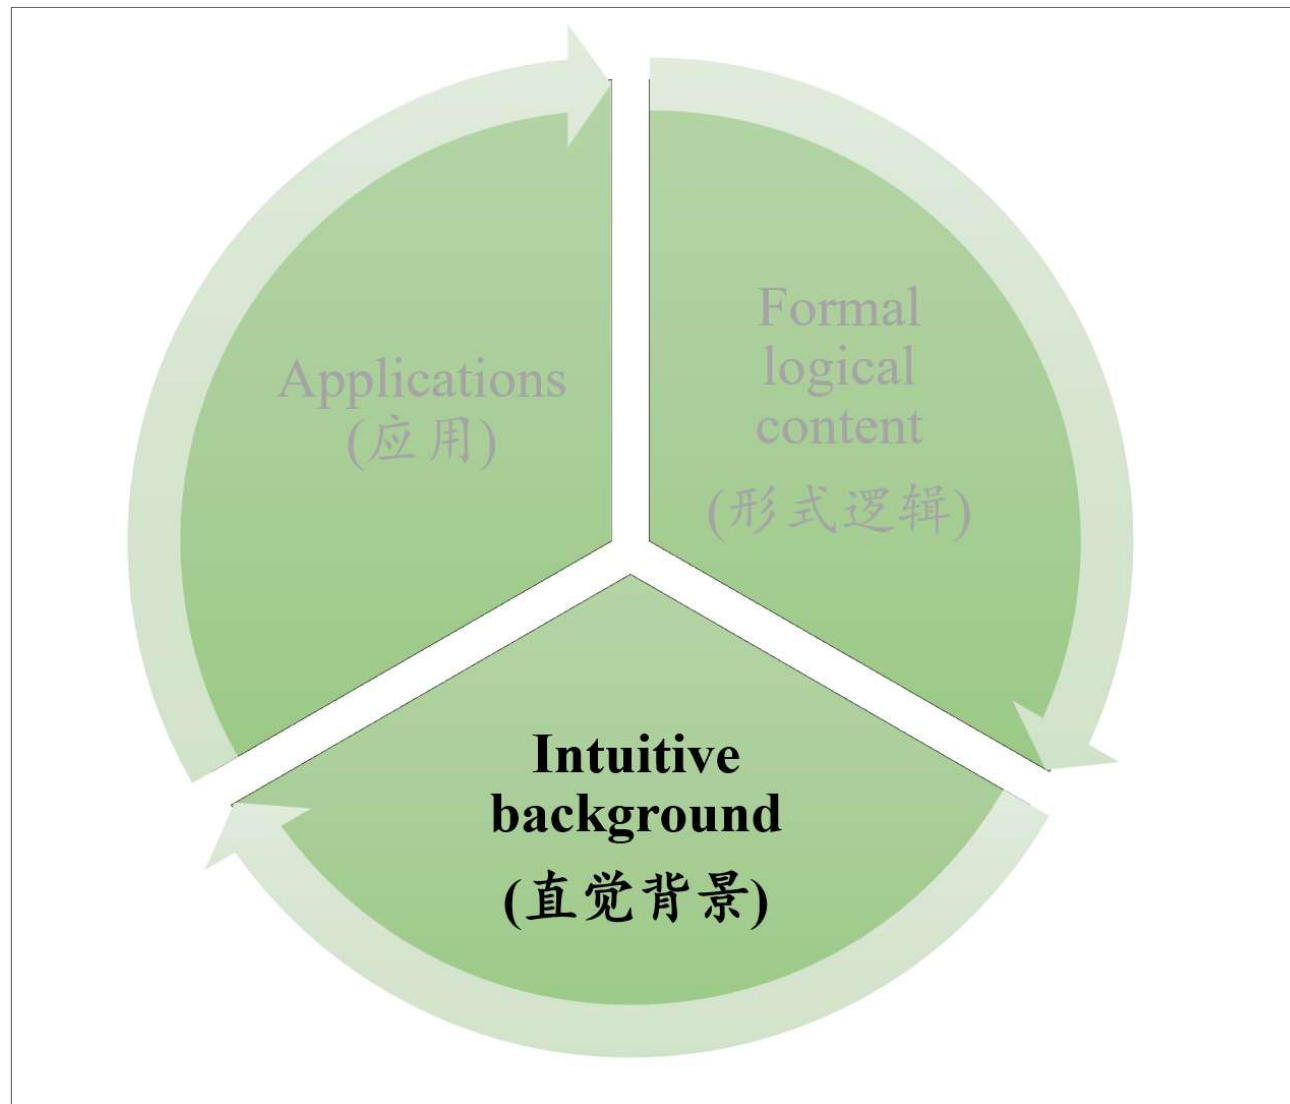 Applications
(应用)
Formal
logical
content
(形式逻辑)
Intuitive
background
(直觉背景)